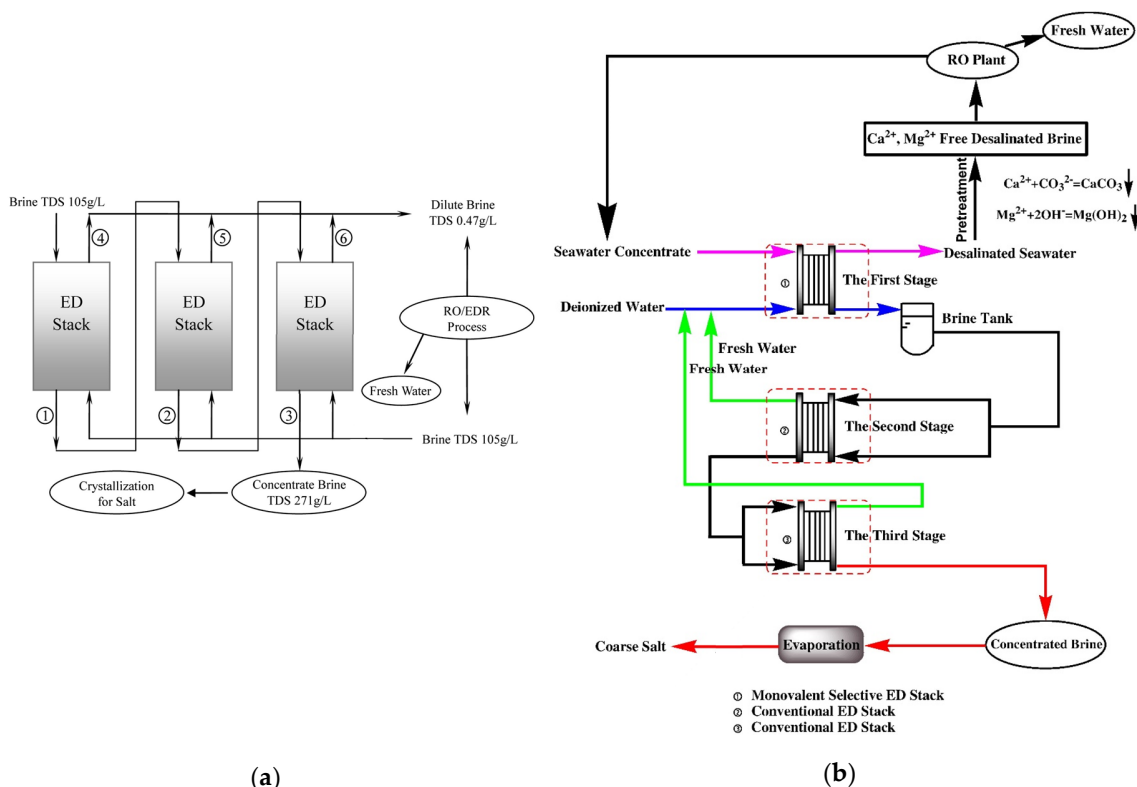 Brine TDS 105g/L
④
⑤
⑥
Dilute Brine
TDS 0.47g/L
ED
Stack
ED
Stack
ED
Stack
RO/EDR
Process
Fresh Water
①
②
③
Brine TDS 105g/L
Crystallization
for Salt
Concentrate Brine
TDS 271g/L
(a)
Fresh Water
RO Plant
Ca²⁺, Mg²⁺ Free Desalinated Brine
Pretreatment
Ca²⁺+CO₃²⁻=CaCO₃↓
Mg²⁺+2OH⁻=Mg(OH)₂↓
Seawater Concentrate
Desalinated Seawater
①
The First Stage
Deionized Water
Brine Tank
Fresh Water
Fresh Water
②
The Second Stage
③
The Third Stage
Coarse Salt
Evaporation
Concentrated Brine
① Monovalent Selective ED Stack
② Conventional ED Stack
③ Conventional ED Stack
(b)